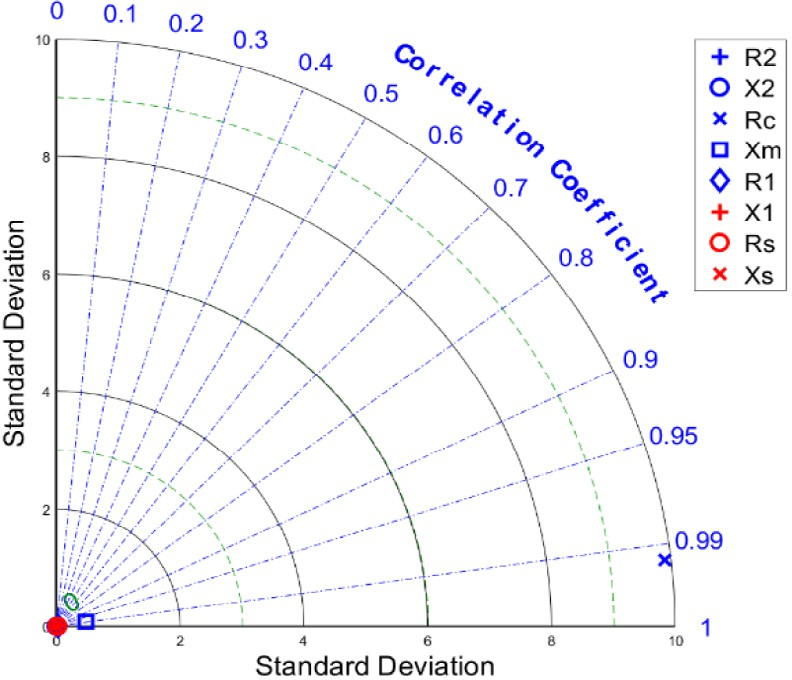 0
0.1
0.2
0.3
0.4
0.5
0.6
0.7
0.8
0.9
0.95
0.99
1
Correlation Coefficient
10
8
6
4
2
0
Standard Deviation
0
2
4
6
8
10
Standard Deviation
R2
X2
Rc
Xm
R1
X1
Rs
Xs